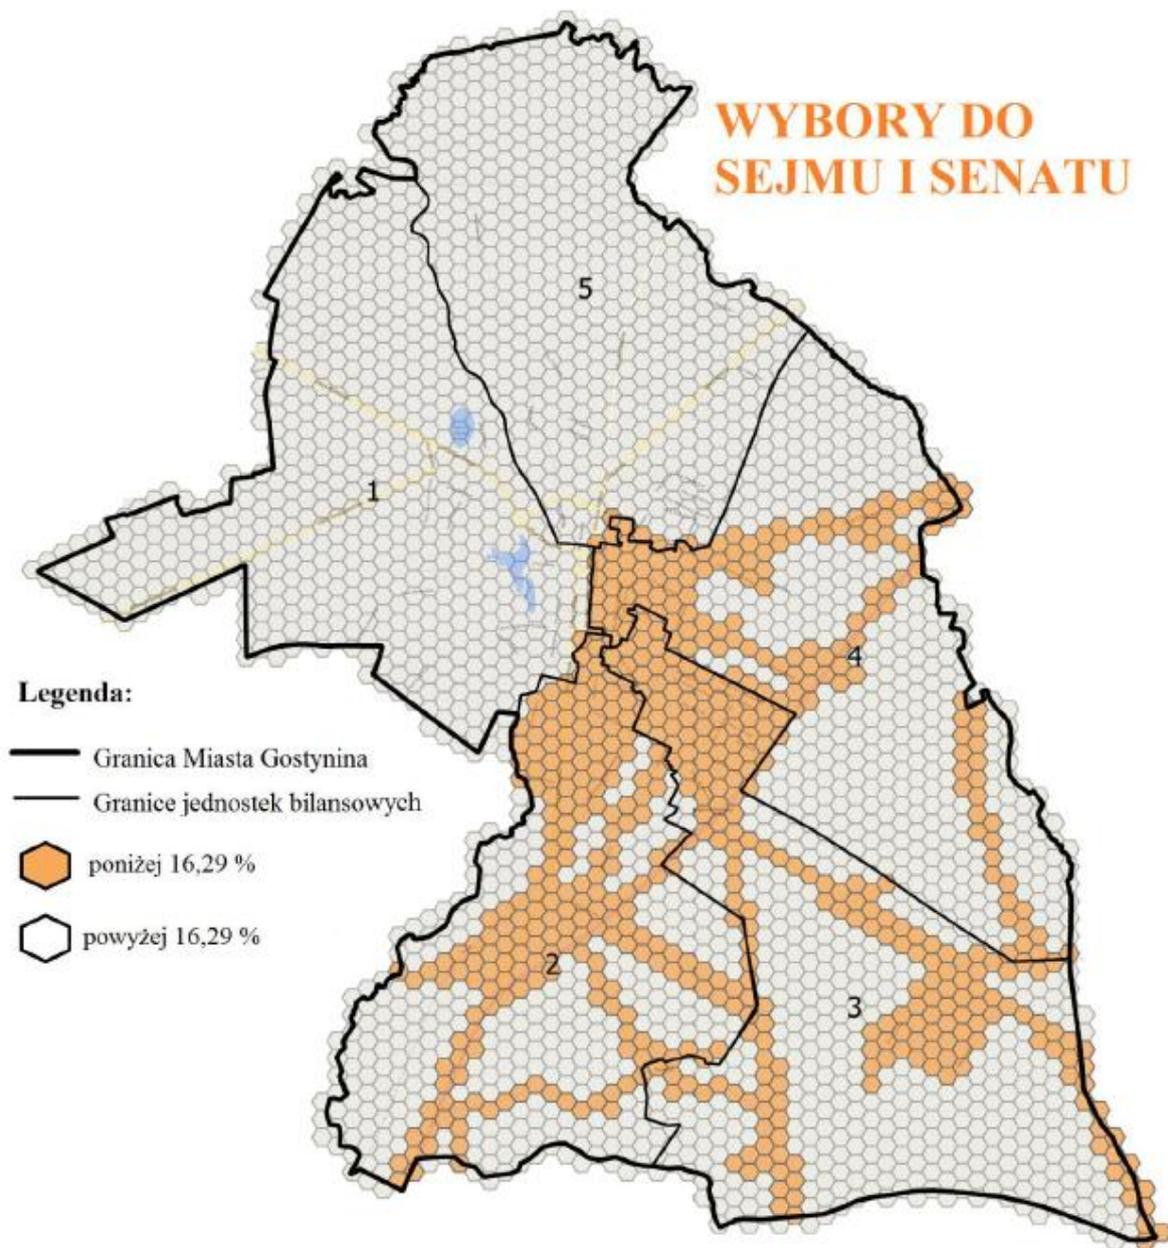 WYBORY DO
SEJMU I SENATU
5
1
4
Legenda:
Granica Miasta Gostynina
Granice jednostek bilansowych
poniżej 16,29 %
powyżej 16,29 %
2
3